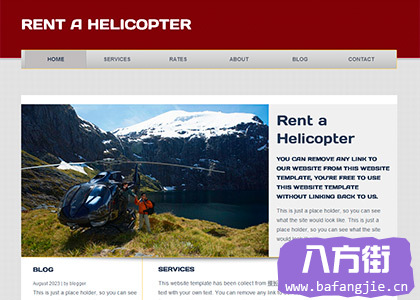 RENT A HELICOPTER
HOME SERVICES RATES ABOUT BLOG CONTACT
Rent a
Helicopter
YOU CAN REMOVE ANY LINK TO
OUR WEBSITE FROM THIS WEBSITE
TEMPLATE, YOU'RE FREE TO USE
THIS WEBSITE TEMPLATE
WITHOUT LINKING BACK TO US.
This is just a place holder, so you can see
what the site would look like. This is just a
place holder, so you can see what the
site would
BLOG
August 2023 | by blogger
This is just a place holder, so you can see
SERVICES
This website template has been collect from
text with your own text. You can remove any link to
八方街
www.bafangjie.cn